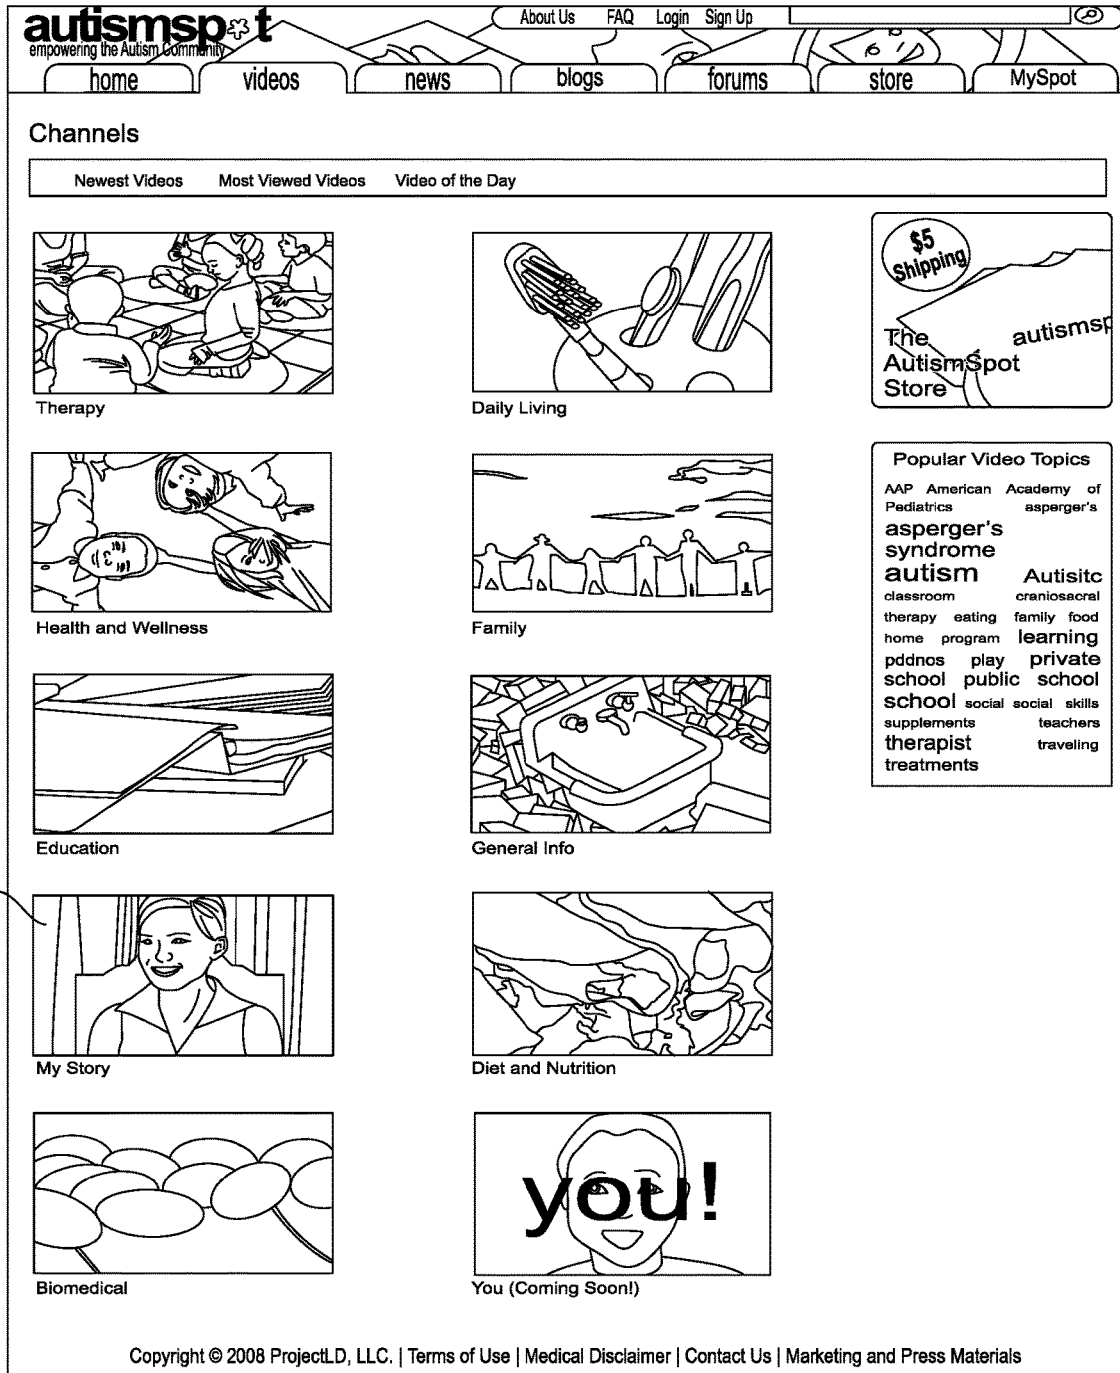 autismsp t
empowering the Autism Community
About Us FAQ Login Sign Up
home videos news blogs forums store MySpot
Channels
Newest Videos Most Viewed Videos Video of the Day
Therapy
Daily Living
Health and Wellness
Family
Education
General Info
My Story
Diet and Nutrition
Biomedical
you!
You (Coming Soon!)
$5
Shipping
autismsp
The
AutismSpot
Store
Popular Video Topics
AAP American Academy of
Pediatrics asperger's
asperger's
syndrome
autism Autisitc
classroom craniosacral
therapy eating family food
home program learning
pddnos play private
school public school
school social social skills
supplements teachers
therapist traveling
treatments
Copyright © 2008 ProjectLD, LLC. | Terms of Use | Medical Disclaimer | Contact Us | Marketing and Press Materials